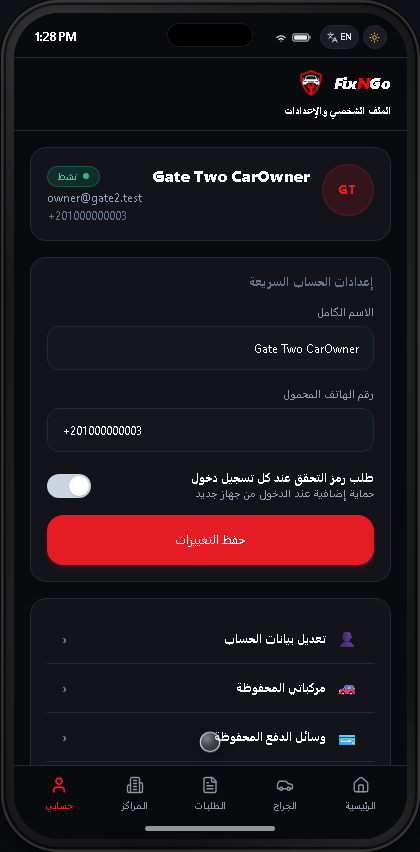 1:28 PM
EN
FixNGo
الملف الشخصي والإعدادات
GT
Gate Two CarOwner
نشط
owner@gate2.test
+201000000003
إعدادات الحساب السريعة
الاسم الكامل
Gate Two CarOwner
رقم الهاتف المحمول
+201000000003
طلب رمز التحقق عند كل تسجيل دخول
حماية إضافية عند الدخول من جهاز جديد
حفظ التغييرات
تعديل بيانات الحساب
مركباتي المحفوظة
وسائل الدفع المحفوظة
الرئيسية
الجراج
الطلبات
المراكز
حسابي